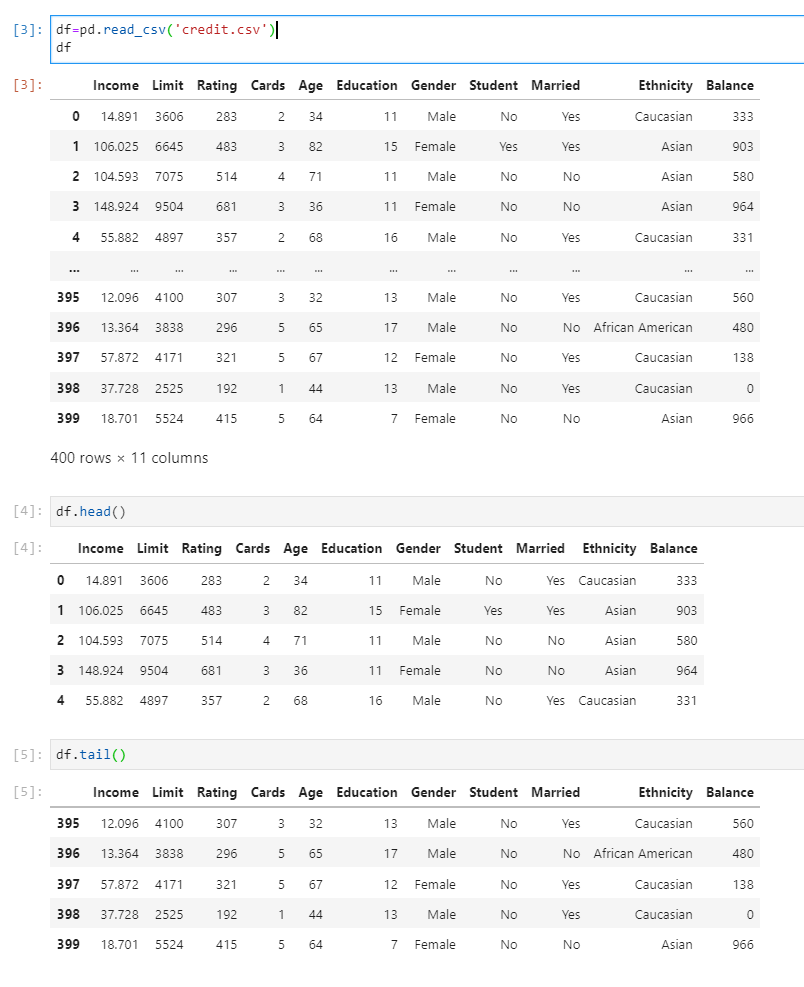 [3]: df=pd.read_csv('credit.csv')
df
[3]: Income Limit Rating Cards Age Education Gender Student Married Ethnicity Balance
0 14.891 3606 283 2 34 11 Male No Yes Caucasian 333
1 106.025 6645 483 3 82 15 Female Yes Yes Asian 903
2 104.593 7075 514 4 71 11 Male No No Asian 580
3 148.924 9504 681 3 36 11 Female No No Asian 964
4 55.882 4897 357 2 68 16 Male No Yes Caucasian 331
... ... ... ... ... ... ... ... ... ... ... ...
395 12.096 4100 307 3 32 13 Male No Yes Caucasian 560
396 13.364 3838 296 5 65 17 Male No No African American 480
397 57.872 4171 321 5 67 12 Female No Yes Caucasian 138
398 37.728 2525 192 1 44 13 Male No Yes Caucasian 0
399 18.701 5524 415 5 64 7 Female No No Asian 966
400 rows × 11 columns
[4]: df.head()
[4]: Income Limit Rating Cards Age Education Gender Student Married Ethnicity Balance
0 14.891 3606 283 2 34 11 Male No Yes Caucasian 333
1 106.025 6645 483 3 82 15 Female Yes Yes Asian 903
2 104.593 7075 514 4 71 11 Male No No Asian 580
3 148.924 9504 681 3 36 11 Female No No Asian 964
4 55.882 4897 357 2 68 16 Male No Yes Caucasian 331
[5]: df.tail()
[5]: Income Limit Rating Cards Age Education Gender Student Married Ethnicity Balance
395 12.096 4100 307 3 32 13 Male No Yes Caucasian 560
396 13.364 3838 296 5 65 17 Male No No African American 480
397 57.872 4171 321 5 67 12 Female No Yes Caucasian 138
398 37.728 2525 192 1 44 13 Male No Yes Caucasian 0
399 18.701 5524 415 5 64 7 Female No No Asian 966